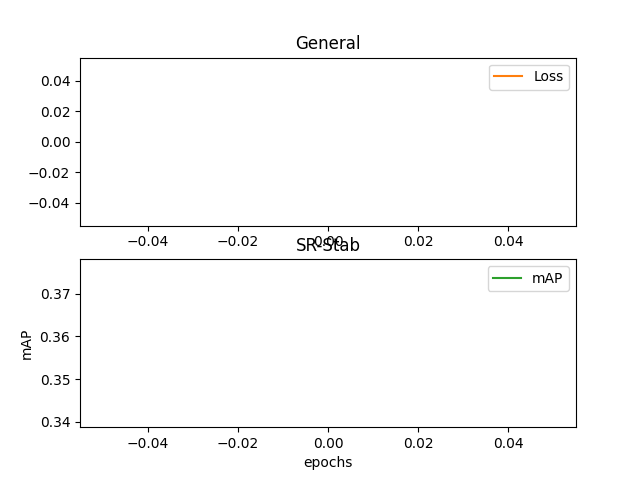 General
0.04
0.02
0.00
−0.02
−0.04
Loss
−0.04 −0.02 0.00 0.02 0.04
SR-Stab
0.37
0.36
0.35
0.34
mAP
mAP
−0.04 −0.02 0.00 0.02 0.04
epochs